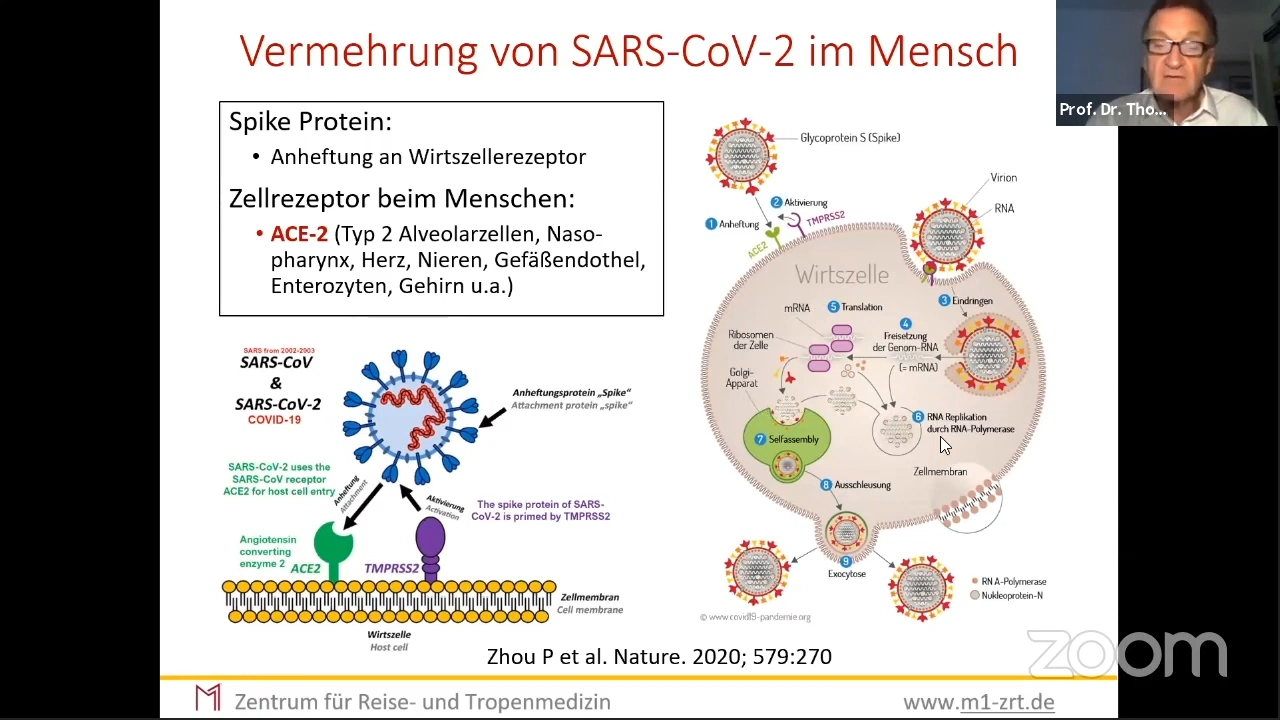 Vermehrung von SARS-CoV-2 im Mensch
Prof. Dr. Tho...
Spike Protein:
• Anheftung an Wirtszellerezeptor
Zellrezeptor beim Menschen:
• ACE-2 (Typ 2 Alveolarzellen, Naso-
pharynx, Herz, Nieren, Gefäßendothel,
Enterozyten, Gehirn u.a.)
SARS from 2002-2003
SARS-CoV
&
SARS-CoV-2
COVID-19
Anheftungsprotein „Spike“
Attachment protein „spike“
SARS-CoV-2 uses the
SARS-CoV receptor
ACE2 for host cell entry
Anheftung
Attachment
Aktivierung
Activation
The spike protein of SARS-
CoV-2 is primed by TMPRSS2
Angiotensin
converting
enzyme 2
ACE2
TMPRSS2
Zellmembran
Cell membrane
Wirtszelle
Host cell
Glycoprotein S (Spike)
Virion
RNA
2 Aktivierung
1 Anheftung
TMPRSS2
ACE2
Wirtszelle
3 Eindringen
mRNA
5 Translation
4
Freisetzung
der Genom-RNA
(= mRNA)
Ribosomen
der Zelle
Golgi-
Apparat
6 RNA Replikation
durch RNA-Polymerase
7 Selfassembly
Zellmembran
8 Ausschleusung
9
Exocytose
RNA-Polymerase
Nukleoprotein-N
© www.covid19-pandemie.org
Zhou P et al. Nature. 2020; 579:270
zoom
Zentrum für Reise- und Tropenmedizin
www.m1-zrt.de